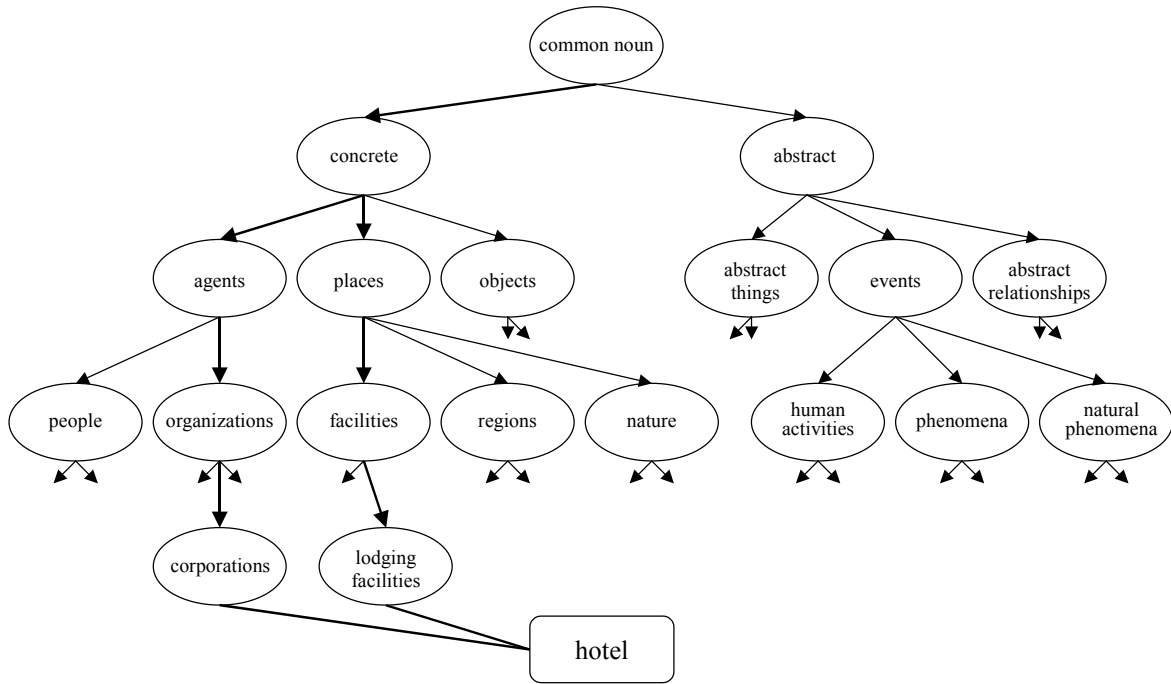 common noun
concrete
abstract
agents
places
objects
abstract
things
events
abstract
relationships
people
organizations
facilities
regions
nature
human
activities
phenomena
natural
phenomena
corporations
lodging
facilities
hotel